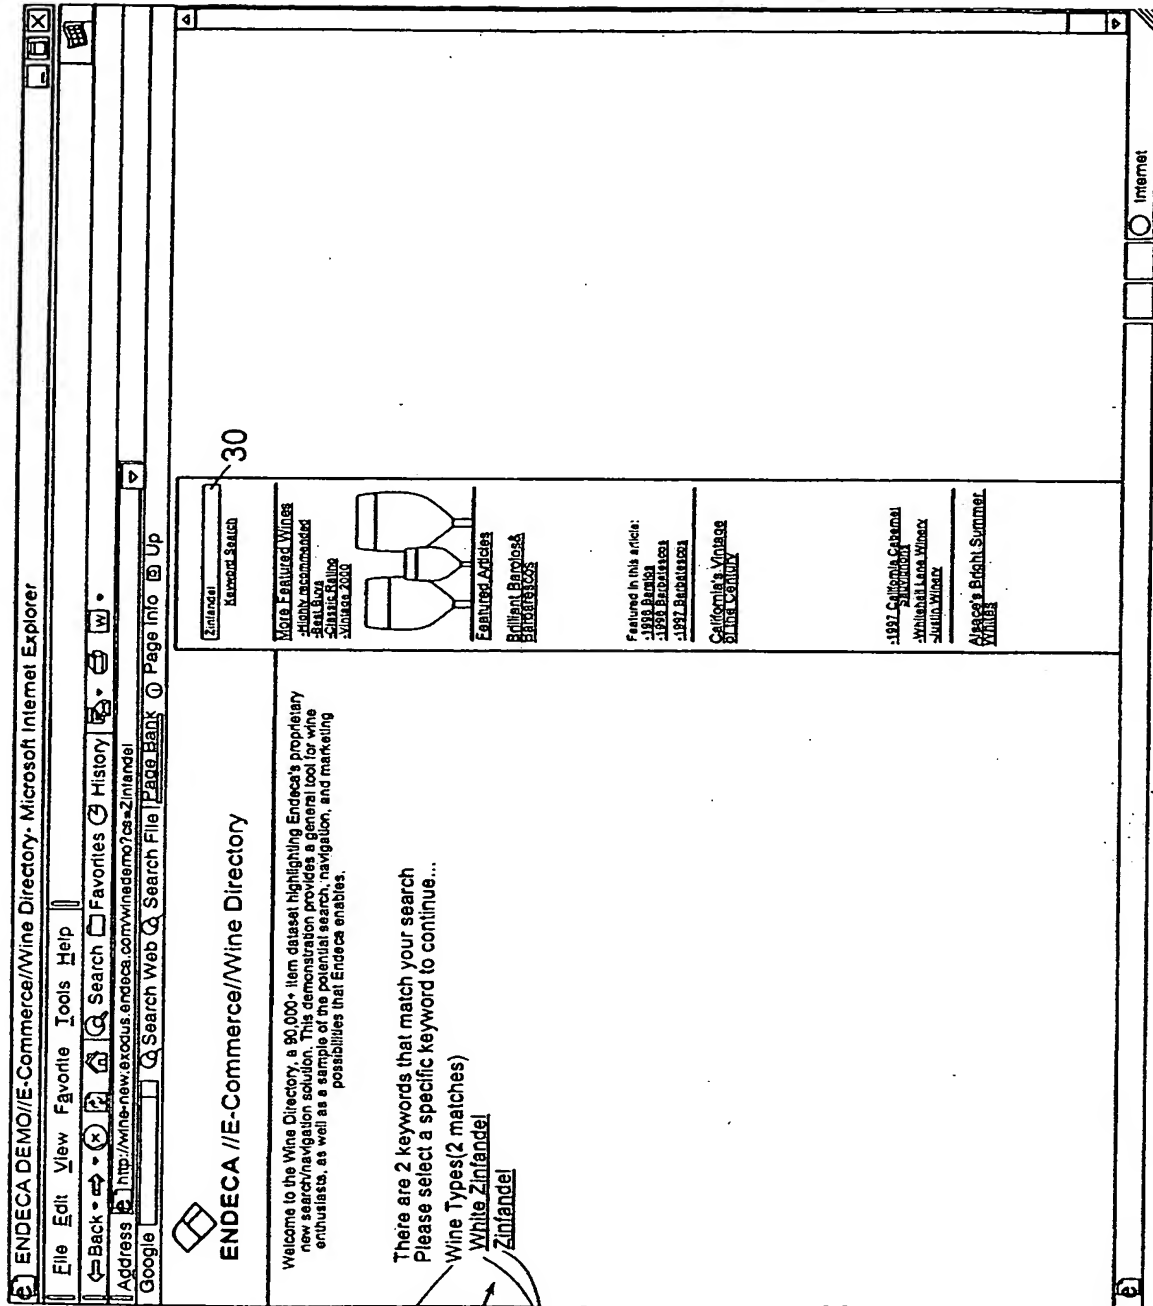 ENDECA DEMO//E-Commerce//Wine Directory- Microsoft Internet Explorer
File Edit View Favorite Tools Help
Back Search Favorites History W
Address http://wine-new.exodus.endeca.com/winedemo?cs=Zinfandel
Google Search Web Search File Page Bank Page Info Up
ENDECA //E-Commerce//Wine Directory
Welcome to the Wine Directory, a 90,000+ item dataset highlighting Endeca's proprietary
new search/navigation solution. This demonstration provides a general tool for wine
enthusiasts, as well as a sample of the potential search, navigation, and marketing
possibilities that Endeca enables.
There are 2 keywords that match your search
Please select a specific keyword to continue...
Wine Types(2 matches)
White Zinfandel
Zinfandel
Zinfandel
30
Keyword Search
More Featured Wines
-Highly recommended
-Best Buys
-Classic Rating
-Vintage 2000
Featured Articles
Brilliant Barolos&
Barbarescos
Featured in this article:
-1996 Barolos
-1996 Barbarescos
-1997 Barbarescos
California's Vintage
of the Century
-1997 California Cabernet
Sauvignons
-Whitehall Lane Winery
-Justin Winery
Alsace's Bright Summer
Whites
Internet